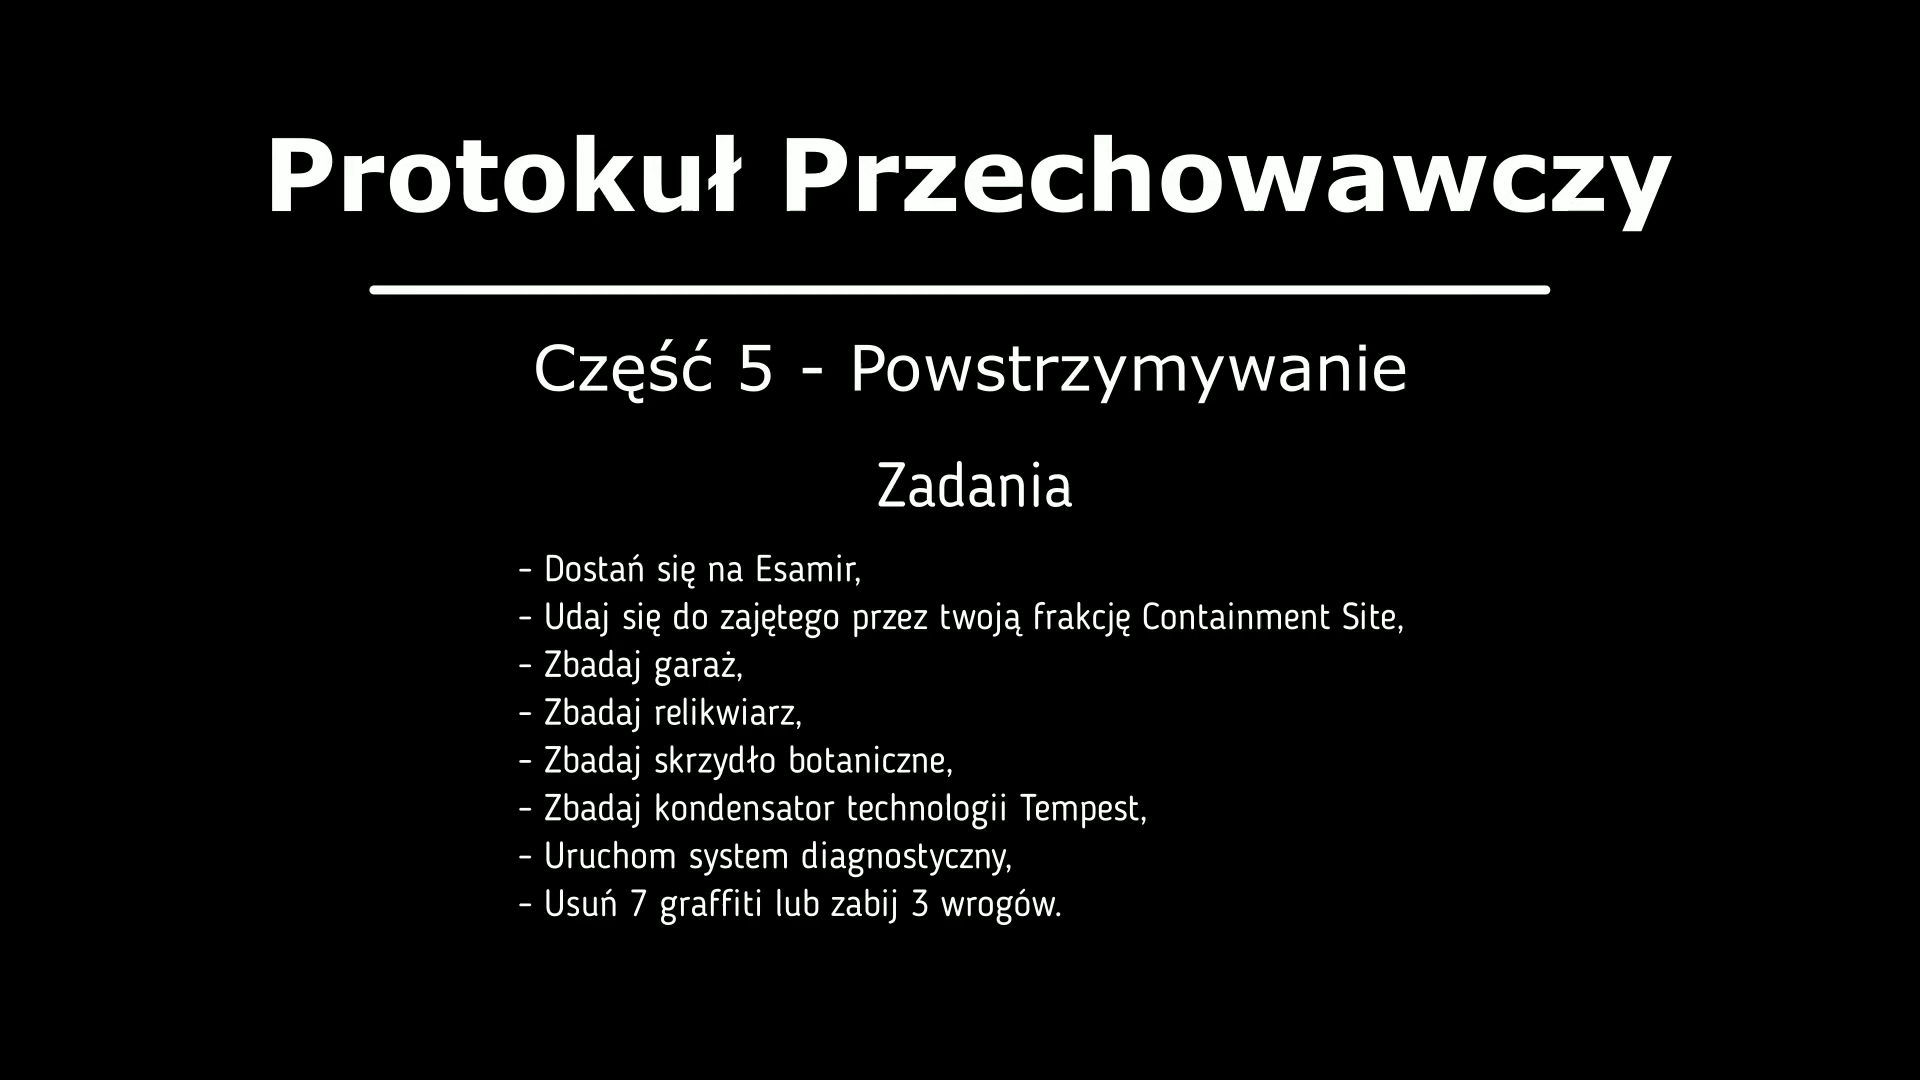 Protokuł Przechowawczy
Część 5 - Powstrzymywanie
Zadania
- Dostań się na Esamir,
- Udaj się do zajętego przez twoją frakcję Containment Site,
- Zbadaj garaż,
- Zbadaj relikwiarz,
- Zbadaj skrzydło botaniczne,
- Zbadaj kondensator technologii Tempest,
- Uruchom system diagnostyczny,
- Usuń 7 graffiti lub zabij 3 wrogów.